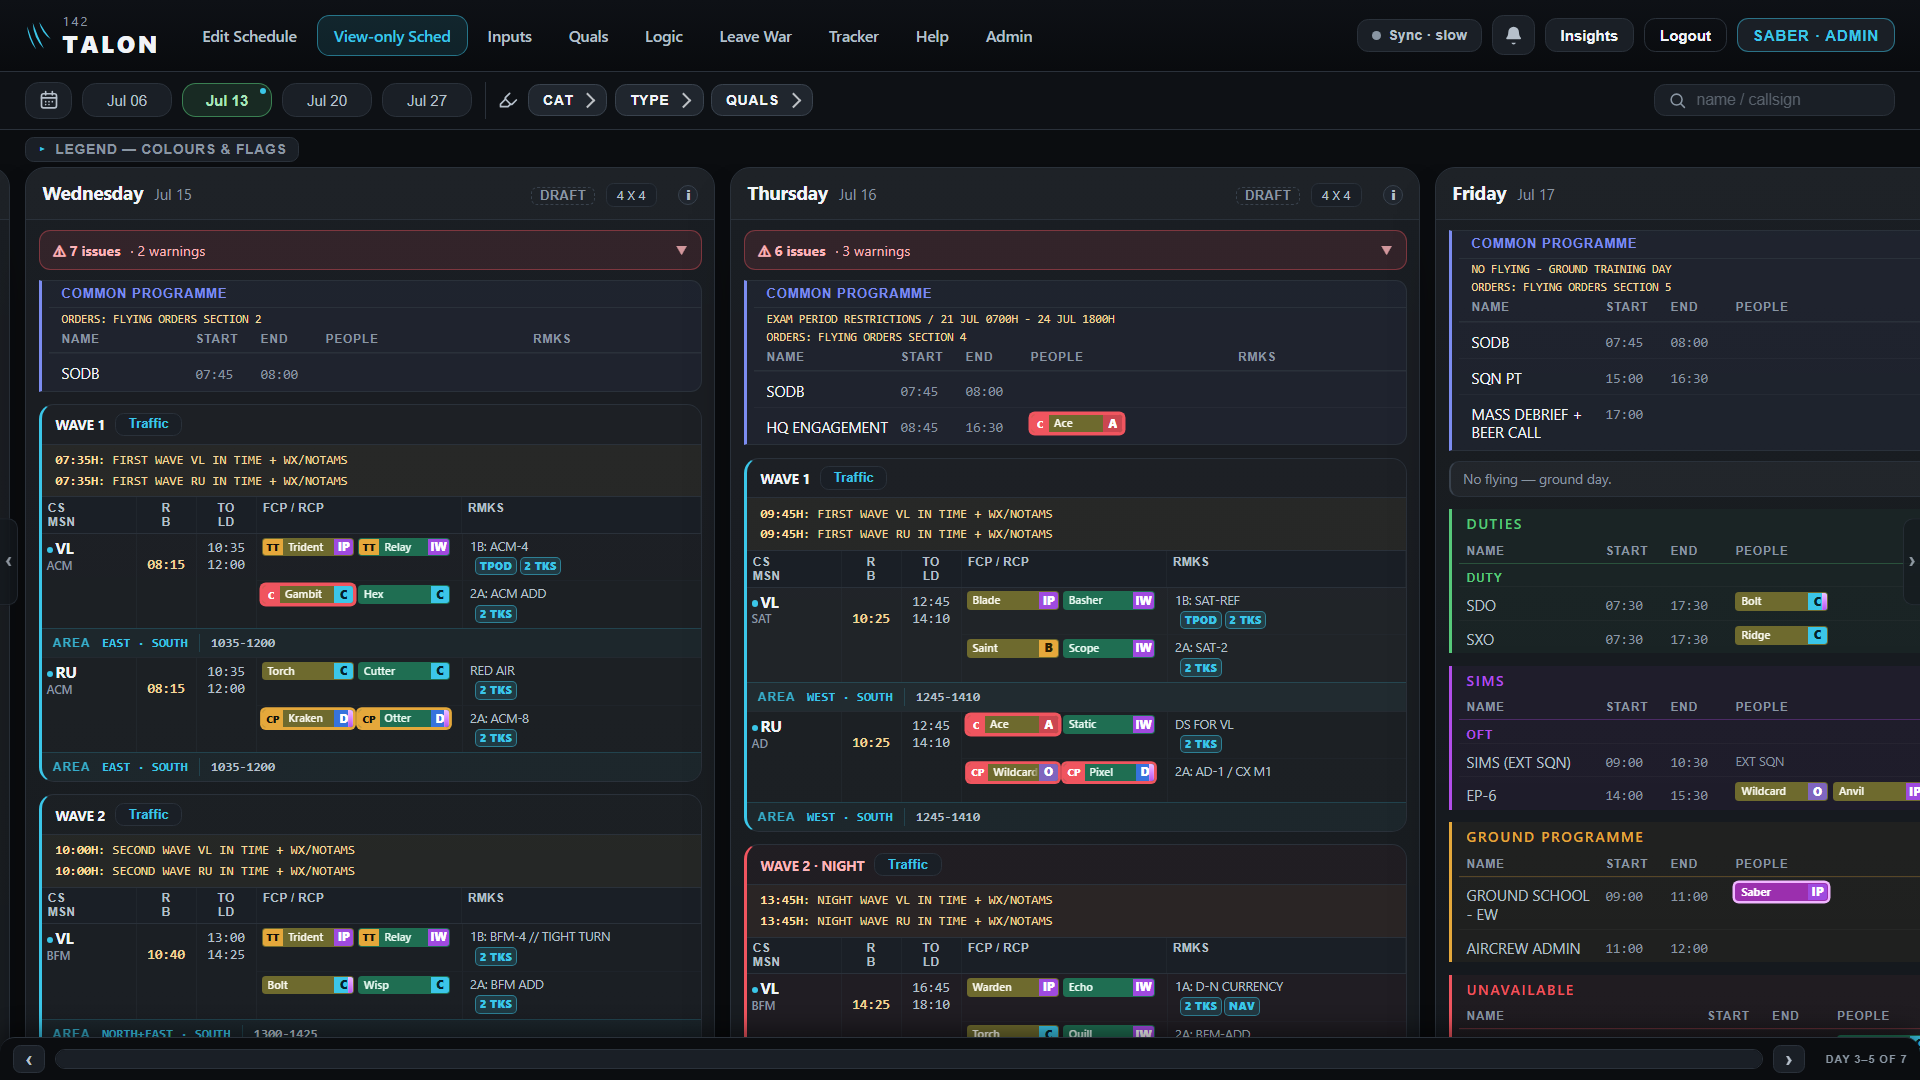 142
TALON
Edit Schedule
View-only Sched
Inputs
Quals
Logic
Leave War
Tracker
Help
Admin
Sync · slow
Insights
Logout
SABER · ADMIN
Jul 06
Jul 13
Jul 20
Jul 27
CAT
TYPE
QUALS
name / callsign
LEGEND — COLOURS & FLAGS
Wednesday Jul 15
DRAFT
4 X 4
i
7 issues · 2 warnings
COMMON PROGRAMME
ORDERS: FLYING ORDERS SECTION 2
NAME START END PEOPLE RMKS
SODB 07:45 08:00
WAVE 1 Traffic
07:35H: FIRST WAVE VL IN TIME + WX/NOTAMS
07:35H: FIRST WAVE RU IN TIME + WX/NOTAMS
CS R TO FCP / RCP RMKS
MSN B LD
VL 10:35 TT Trident IP TT Relay IW 1B: ACM-4
ACM 08:15 12:00 TPOD 2 TKS
C Gambit C Hex C 2A: ACM ADD
2 TKS
AREA EAST · SOUTH 1035-1200
RU 10:35 Torch C Cutter C RED AIR
ACM 08:15 12:00 2 TKS
CP Kraken D CP Otter D 2A: ACM-8
2 TKS
AREA EAST · SOUTH 1035-1200
WAVE 2 Traffic
10:00H: SECOND WAVE VL IN TIME + WX/NOTAMS
10:00H: SECOND WAVE RU IN TIME + WX/NOTAMS
CS R TO FCP / RCP RMKS
MSN B LD
VL 13:00 TT Trident IP TT Relay IW 1B: BFM-4 // TIGHT TURN
BFM 10:40 14:25 2 TKS
Bolt C Wisp C 2A: BFM ADD
2 TKS
AREA NORTH+EAST · SOUTH 1300-1425
Thursday Jul 16
DRAFT
4 X 4
i
6 issues · 3 warnings
COMMON PROGRAMME
EXAM PERIOD RESTRICTIONS / 21 JUL 0700H - 24 JUL 1800H
ORDERS: FLYING ORDERS SECTION 4
NAME START END PEOPLE RMKS
SODB 07:45 08:00
HQ ENGAGEMENT 08:45 16:30 C Ace A
WAVE 1 Traffic
09:45H: FIRST WAVE VL IN TIME + WX/NOTAMS
09:45H: FIRST WAVE RU IN TIME + WX/NOTAMS
CS R TO FCP / RCP RMKS
MSN B LD
VL 12:45 Blade IP Basher IW 1B: SAT-REF
SAT 10:25 14:10 TPOD 2 TKS
Saint B Scope IW 2A: SAT-2
2 TKS
AREA WEST · SOUTH 1245-1410
RU 12:45 C Ace A Static IW DS FOR VL
AD 10:25 14:10 2 TKS
CP Wildcard O CP Pixel D 2A: AD-1 / CX M1
AREA WEST · SOUTH 1245-1410
WAVE 2 · NIGHT Traffic
13:45H: NIGHT WAVE VL IN TIME + WX/NOTAMS
13:45H: NIGHT WAVE RU IN TIME + WX/NOTAMS
CS R TO FCP / RCP RMKS
MSN B LD
VL 16:45 Warden IP Echo IW 1A: D-N CURRENCY
BFM 14:25 18:10 2 TKS NAV
Torch C Quill IW 2A: BFM-ADD
Friday Jul 17
COMMON PROGRAMME
NO FLYING - GROUND TRAINING DAY
ORDERS: FLYING ORDERS SECTION 5
NAME START END PEOPLE
SODB 07:45 08:00
SQN PT 15:00 16:30
MASS DEBRIEF + 17:00
BEER CALL
No flying — ground day.
DUTIES
NAME START END PEOPLE
DUTY
SDO 07:30 17:30 Bolt C
SXO 07:30 17:30 Ridge C
SIMS
NAME START END PEOPLE
OFT
SIMS (EXT SQN) 09:00 10:30 EXT SQN
EP-6 14:00 15:30 Wildcard O Anvil IP
GROUND PROGRAMME
NAME START END PEOPLE
GROUND SCHOOL 09:00 11:00 Saber IP
- EW
AIRCREW ADMIN 11:00 12:00
UNAVAILABLE
NAME START END PEOPLE
DAY 3–5 OF 7